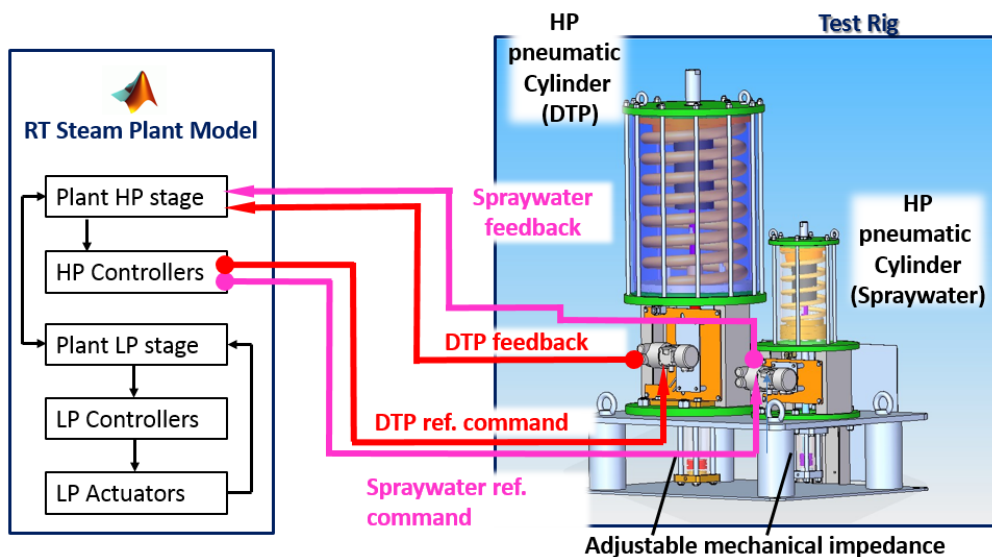 RT Steam Plant Model
Plant HP stage
HP Controllers
Plant LP stage
LP Controllers
LP Actuators
Spraywater
feedback
DTP feedback
DTP ref. command
Spraywater ref.
command
Test Rig
HP
pneumatic
Cylinder
(DTP)
HP
pneumatic
Cylinder
(Spraywater)
Adjustable mechanical impedance